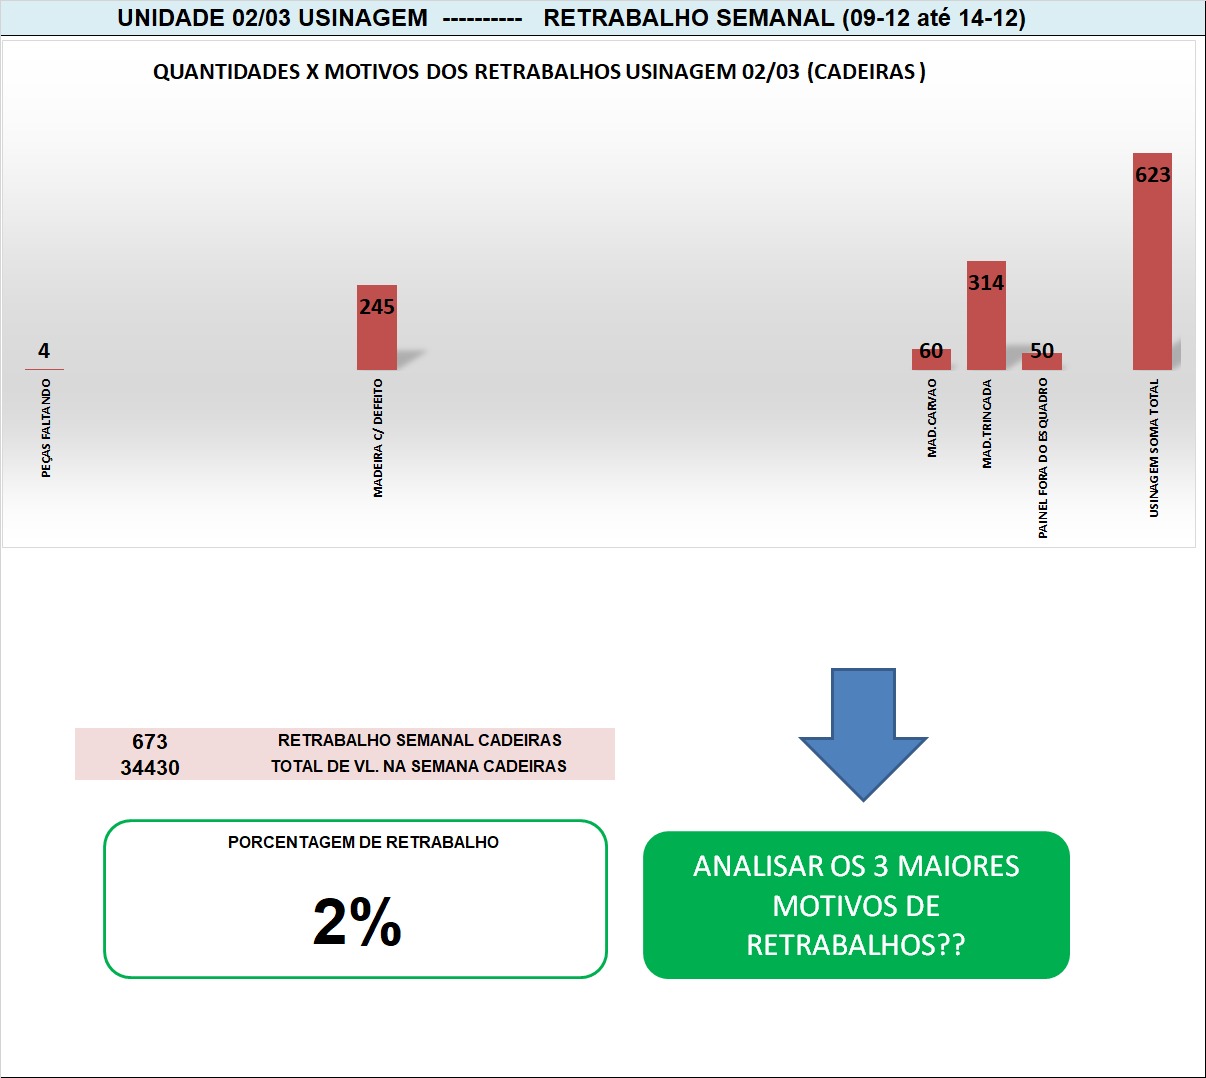 UNIDADE 02/03 USINAGEM ---------- RETRABALHO SEMANAL (09-12 até 14-12)
QUANTIDADES X MOTIVOS DOS RETRABALHOS USINAGEM 02/03 (CADEIRAS )
4
245
60
314
50
623
PEÇAS FALTANDO
MADEIRA C/ DEFEITO
MAD.CARVAO
MAD.TRINCADA
PAINEL FORA DO ESQUADRO
USINAGEM SOMA TOTAL
673 RETRABALHO SEMANAL CADEIRAS
34430 TOTAL DE VL. NA SEMANA CADEIRAS
PORCENTAGEM DE RETRABALHO
2%
ANALISAR OS 3 MAIORES
MOTIVOS DE
RETRABALHOS??